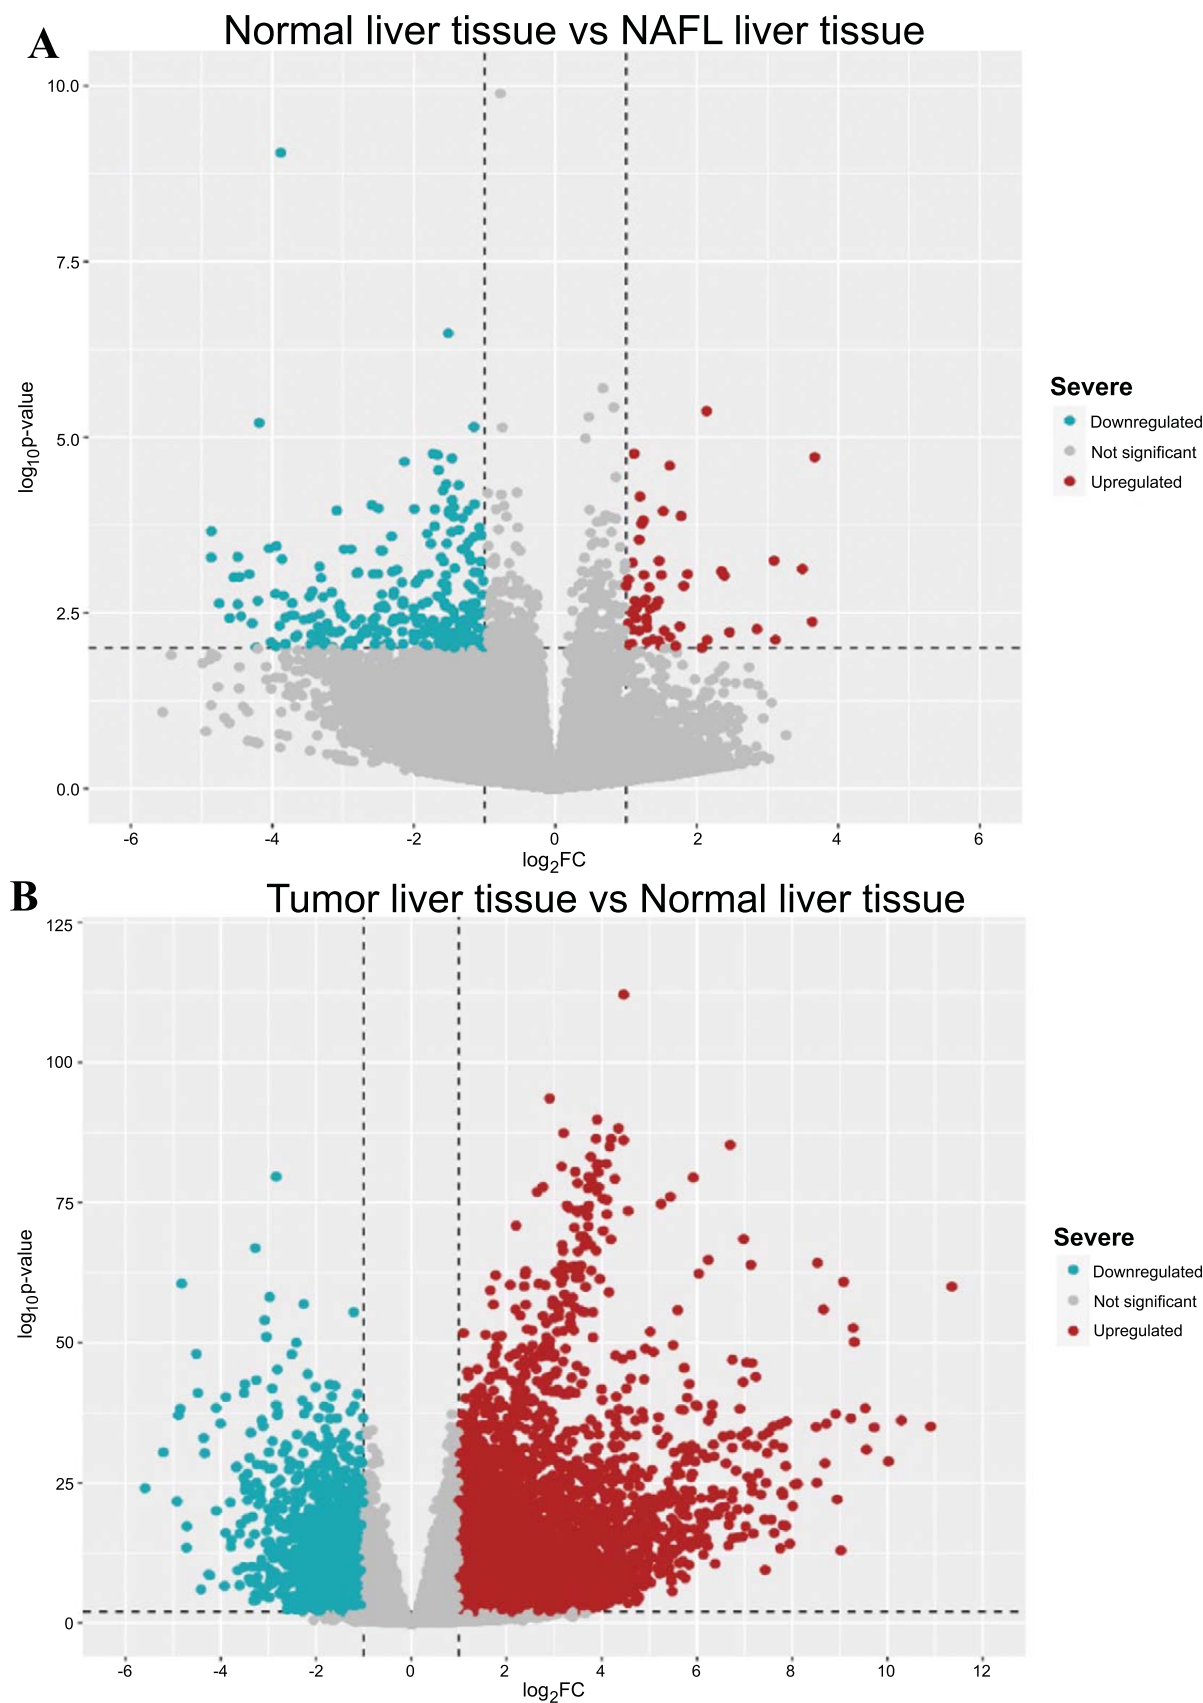 A
Normal liver tissue vs NAFL liver tissue
10.0
7.5
5.0
2.5
0.0
log10p-value
-6 -4 -2 0 2 4 6
log2FC
Severe
Downregulated
Not significant
Upregulated
B
Tumor liver tissue vs Normal liver tissue
125
100
75
50
25
0
log10p-value
-6 -4 -2 0 2 4 6 8 10 12
log2FC
Severe
Downregulated
Not significant
Upregulated